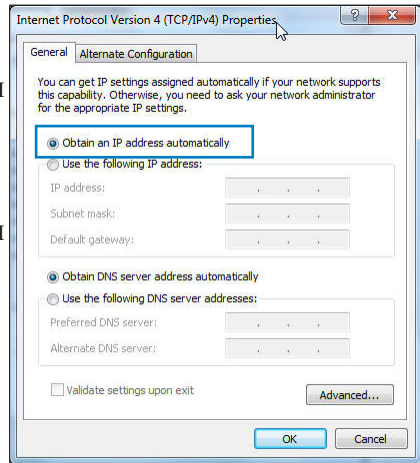 Internet Protocol Version 4 (TCP/IPv4) Properties
General
Alternate Configuration
You can get IP settings assigned automatically if your network supports
this capability. Otherwise, you need to ask your network administrator
for the appropriate IP settings.
Obtain an IP address automatically
Use the following IP address:
IP address:
Subnet mask:
Default gateway:
Obtain DNS server address automatically
Use the following DNS server addresses:
Preferred DNS server:
Alternate DNS server:
Validate settings upon exit
Advanced...
OK
Cancel